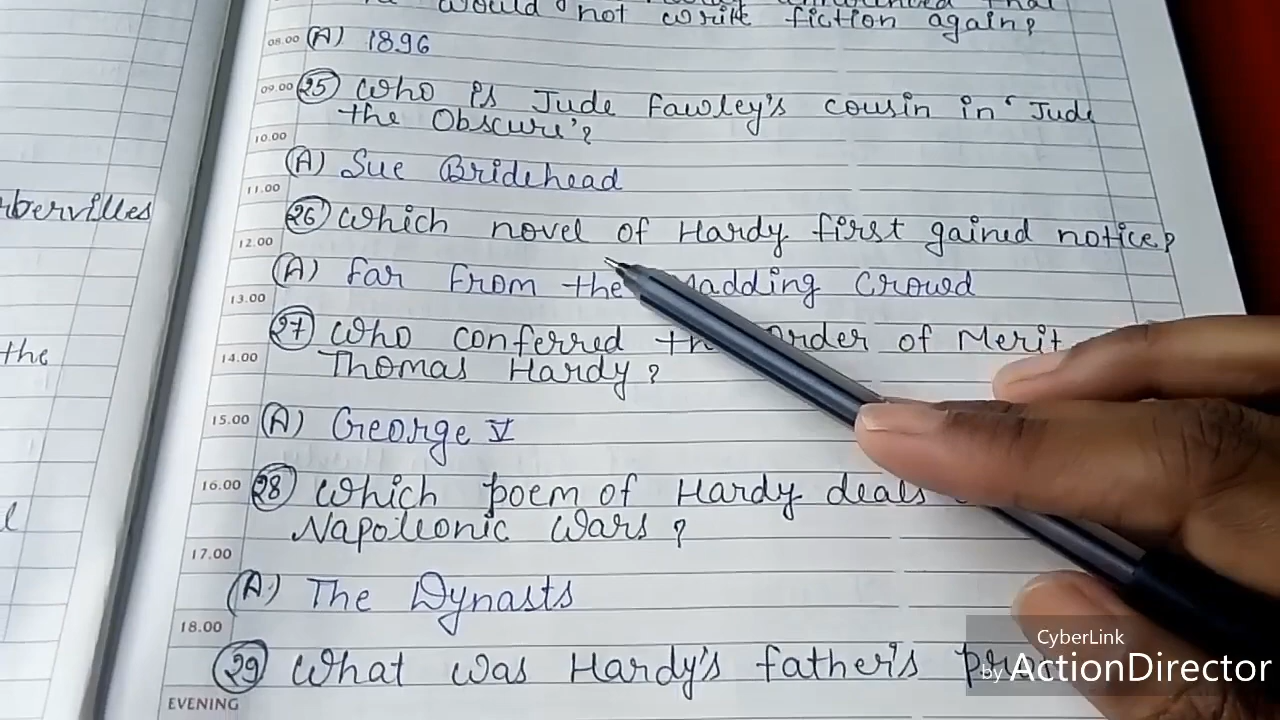 would not write fiction again?
08.00 (A) 1896
09.00 (25) Who is Jude Fawley's cousin in 'Jude
the Obscure'?
10.00
(A) Sue Bridehead
11.00
rbervilles
(26) Which novel of Hardy first gained notice?
12.00
(A) Far From the Madding Crowd
13.00
(27) Who conferred the Order of Merit
the
14.00 Thomas Hardy?
15.00 (A) George V
16.00 (28) Which poem of Hardy deals
Napoleonic Wars?
17.00
(A) The Dynasts
18.00
(29) What was Hardy's father's
EVENING
CyberLink
by ActionDirector